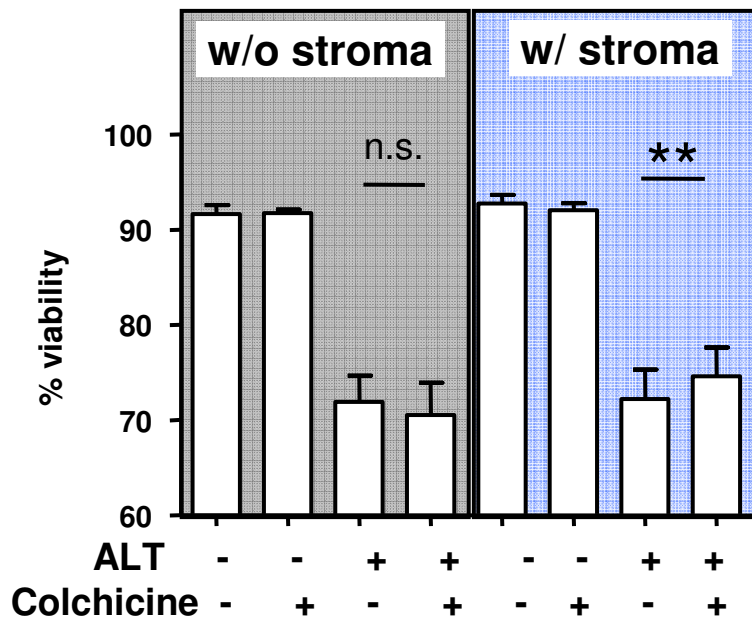 w/o stroma
w/ stroma
100
n.s.
**
90
% viability
80
70
60
ALT - - + + - - + +
Colchicine - + - + - + - +